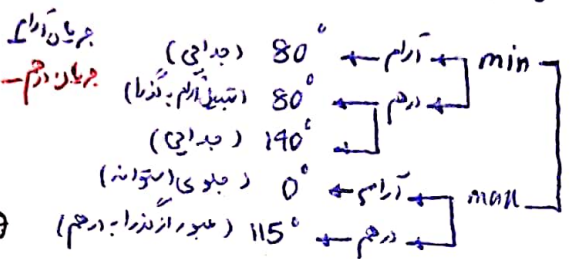 جریان آرام
جریان درهم
min ← آرام ← 80° (جدایی)
درهم ← 80° (تبدیل آرام به گذرا)
140° (جدایی)
max ← آرام ← 0° (جلوی استوانه)
درهم ← 115° (عبور از گذرا به درهم)